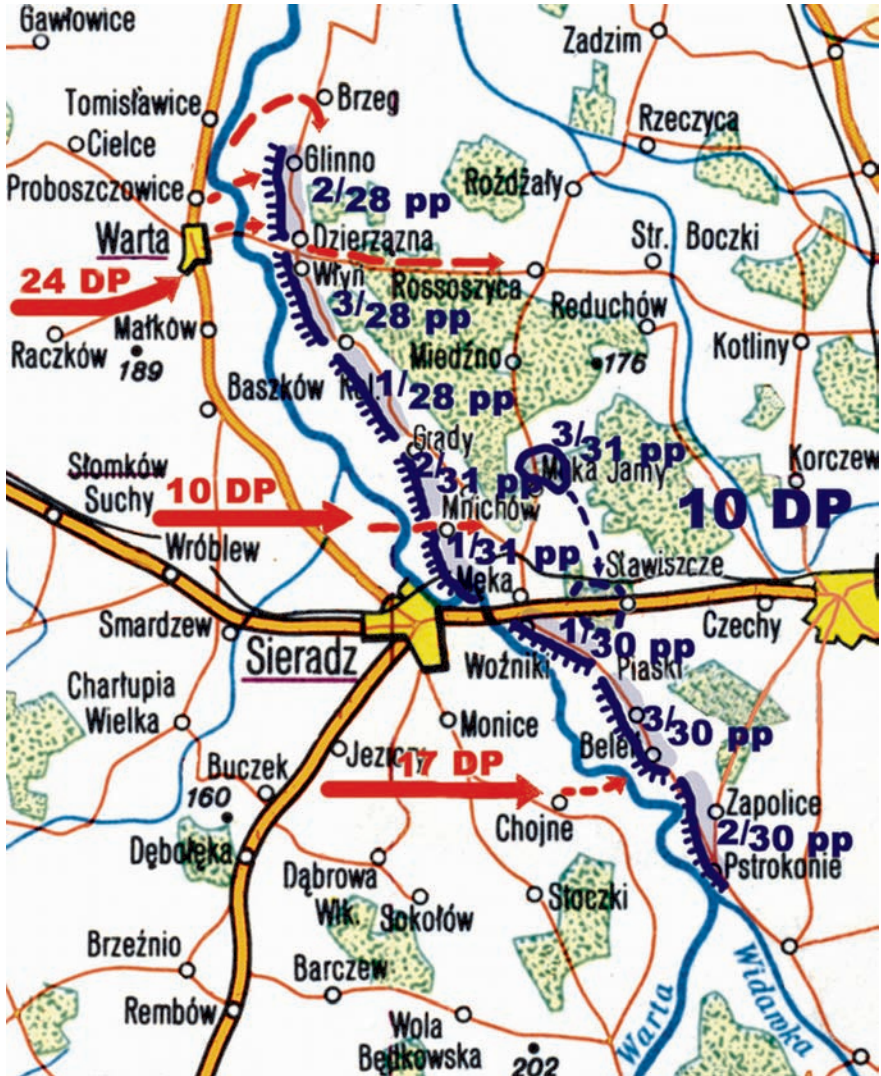 Gawłowice
Zadzim
Tomisławice
Brzeg
Cielce
Rzeczyca
Glinno
Proboszczowice
2/28 pp
Rożdżały
Warta
Dzierzązna
Str. Boczki
Włyń
24 DP
Rossoszyca
3/28 pp
Reduchów
Małków
Raczków
189
Miedźno
176
Kotliny
Baszków Kol.
1/28 pp
Grady
3/31 pp
Słomków
Suchy
2/31 pp
Męka Jamy
Korczew
10 DP
Mnichów
10 DP
Wróblew
1/31 pp
Stawiszcze
Męka
Smardzew
Czechy
Sieradz
1/30 pp
Woźniki
Piaski
Charłupia
Wielka
Monice
3/30 pp
Beleń
Buczek
17 DP
160
Chojne
Zapolice
Dębołęka
2/30 pp
Pstrokonie
Dąbrowa
Wlk.
Sokołów
Stoczki
Brzeźnio
Barczew
Warta
Widawka
Rembów
Wola
Będkowska
202